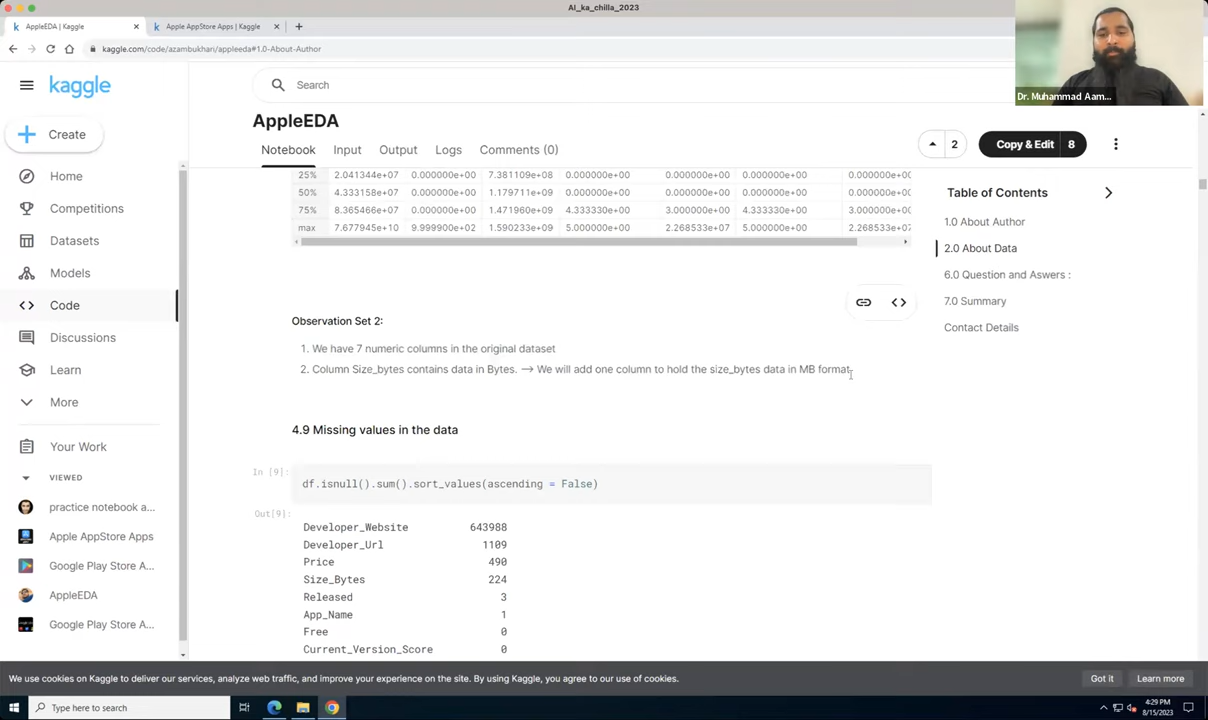 AI_ka_chilla_2023
AppleEDA | Kaggle
Apple AppStore Apps | Kaggle
kaggle.com/code/azambukhari/appleeda#1.0-About-Author
Dr. Muhammad Aam...
kaggle
Search
Create
Home
Competitions
Datasets
Models
Code
Discussions
Learn
More
Your Work
VIEWED
practice notebook a...
Apple AppStore Apps
Google Play Store A...
AppleEDA
Google Play Store A...
AppleEDA
2
Copy & Edit 8
Notebook Input Output Logs Comments (0)
25% 2.041344e+07 0.000000e+00 7.381109e+08 0.000000e+00 0.000000e+00 0.000000e+00 0.000000e+00
50% 4.333158e+07 0.000000e+00 1.179711e+09 0.000000e+00 0.000000e+00 0.000000e+00 0.000000e+00
75% 8.365466e+07 0.000000e+00 1.471960e+09 4.333330e+00 3.000000e+00 4.333330e+00 3.000000e+00
max 7.677945e+10 9.999900e+02 1.590233e+09 5.000000e+00 2.268533e+07 5.000000e+00 2.268533e+07
Observation Set 2:
1. We have 7 numeric columns in the original dataset
2. Column Size_bytes contains data in Bytes. → We will add one column to hold the size_bytes data in MB format
4.9 Missing values in the data
In [9]:
df.isnull().sum().sort_values(ascending = False)
Out[9]:
Developer_Website 643988
Developer_Url 1109
Price 490
Size_Bytes 224
Released 3
App_Name 1
Free 0
Current_Version_Score 0
Table of Contents
1.0 About Author
2.0 About Data
6.0 Question and Aswers :
7.0 Summary
Contact Details
We use cookies on Kaggle to deliver our services, analyze web traffic, and improve your experience on the site. By using Kaggle, you agree to our use of cookies.
Got it
Learn more
Type here to search
4:29 PM
8/15/2023